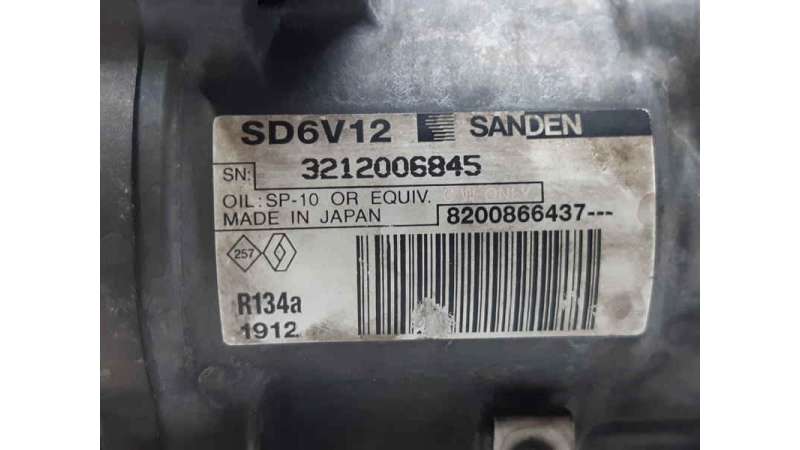 SD6V12 SANDEN
SN: 3212006845
OIL: SP-10 OR EQUIV.
MADE IN JAPAN 8200866437---
257
R134a
1912